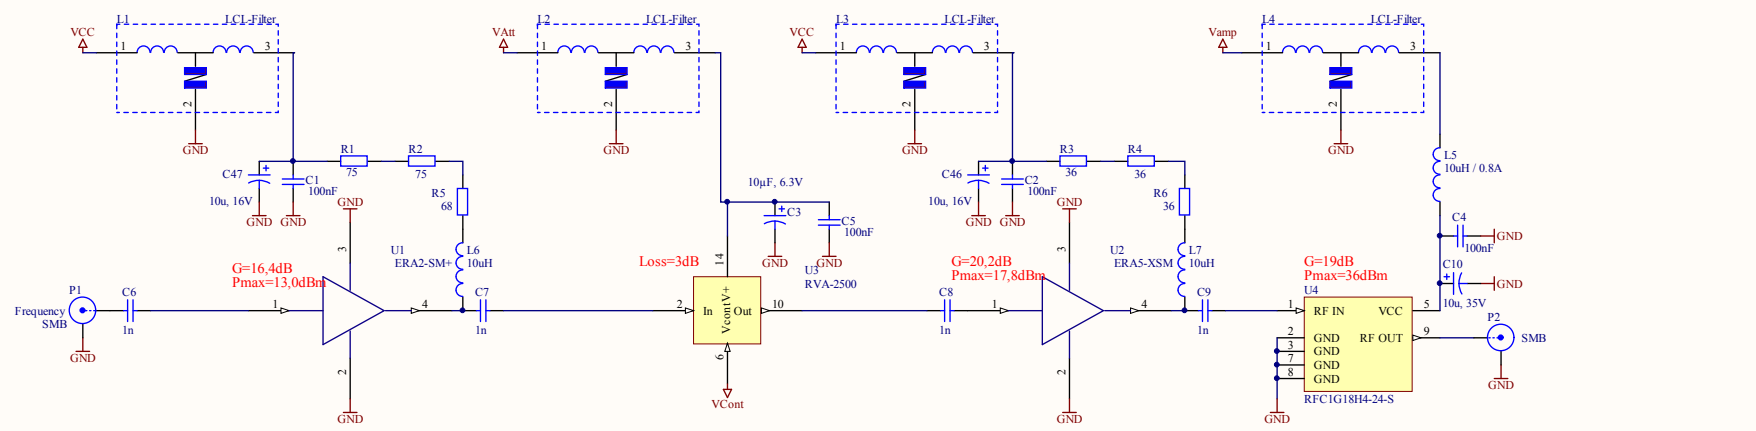 L1
LCL-Filter
VCC
1
3
2
GND
L2
LCL-Filter
VAtt
1
3
2
GND
L3
LCL-Filter
VCC
1
3
2
GND
L4
LCL-Filter
Vamp
1
3
2
GND
C47
10u, 16V
GND
C1
100nF
GND
R1
75
R2
75
R5
68
L6
10uH
GND
3
U1
ERA2-SM+
G=16,4dB
Pmax=13,0dBm
P1
Frequency
SMB
GND
C6
1n
1
4
2
GND
C7
1n
10µF, 6.3V
C3
GND
C5
100nF
GND
Loss=3dB
14
U3
RVA-2500
2
In
Vcont
V+
Out
10
6
VCont
C46
10u, 16V
GND
C2
100nF
GND
R3
36
R4
36
R6
36
L7
10uH
GND
3
U2
ERA5-XSM
G=20,2dB
Pmax=17,8dBm
C8
1n
1
4
2
GND
C9
1n
L5
10uH / 0.8A
C4
100nF
GND
C10
10u, 35V
GND
G=19dB
Pmax=36dBm
U4
1
RF IN
VCC
5
2
GND
RF OUT
9
3
GND
7
GND
8
GND
RFC1G18H4-24-S
GND
P2
SMB
GND